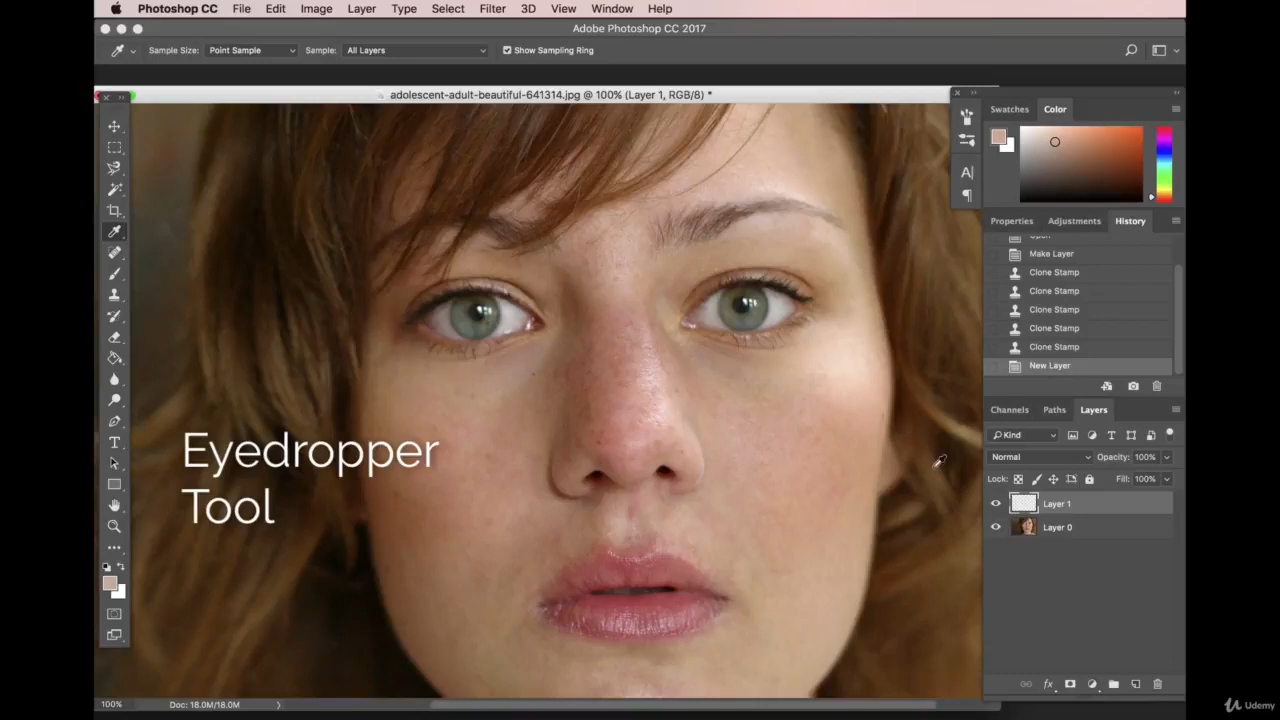 Photoshop CC File Edit Image Layer Type Select Filter 3D View Window Help
Adobe Photoshop CC 2017
Sample Size: Point Sample Sample: All Layers Show Sampling Ring
adolescent-adult-beautiful-641314.jpg @ 100% (Layer 1, RGB/8) *
Swatches Color
Properties Adjustments History
Make Layer
Clone Stamp
Clone Stamp
Clone Stamp
Clone Stamp
Clone Stamp
New Layer
Channels Paths Layers
Kind
Normal Opacity: 100%
Lock: Fill: 100%
Layer 1
Layer 0
Eyedropper
Tool
100% Doc: 18.0M/18.0M
Udemy